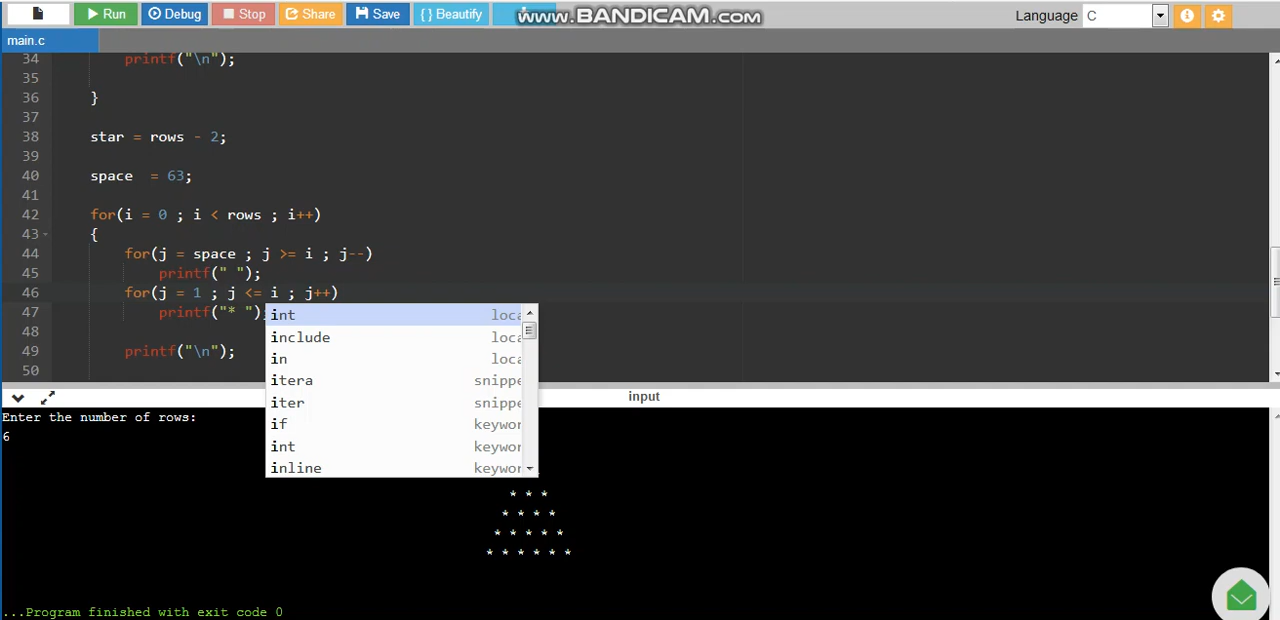 Run Debug Stop Share Save { } Beautify www.BANDICAM.COM Language C
main.c
34 printf("\n");
35
36 }
37
38 star = rows - 2;
39
40 space  = 63;
41
42 for(i = 0 ; i < rows ; i++)
43 {
44 for(j = space ; j >= i ; j--)
45 printf(" ");
46 for(j = 1 ; j <= i ; j++)
47 printf("* ")
48
49 printf("\n");
50
int loca
include loca
in loca
itera snippe
iter snippe
if keywor
int keywor
inline keywor
input
Enter the number of rows:
6
* * *
* * * *
* * * * *
* * * * * *
...Program finished with exit code 0